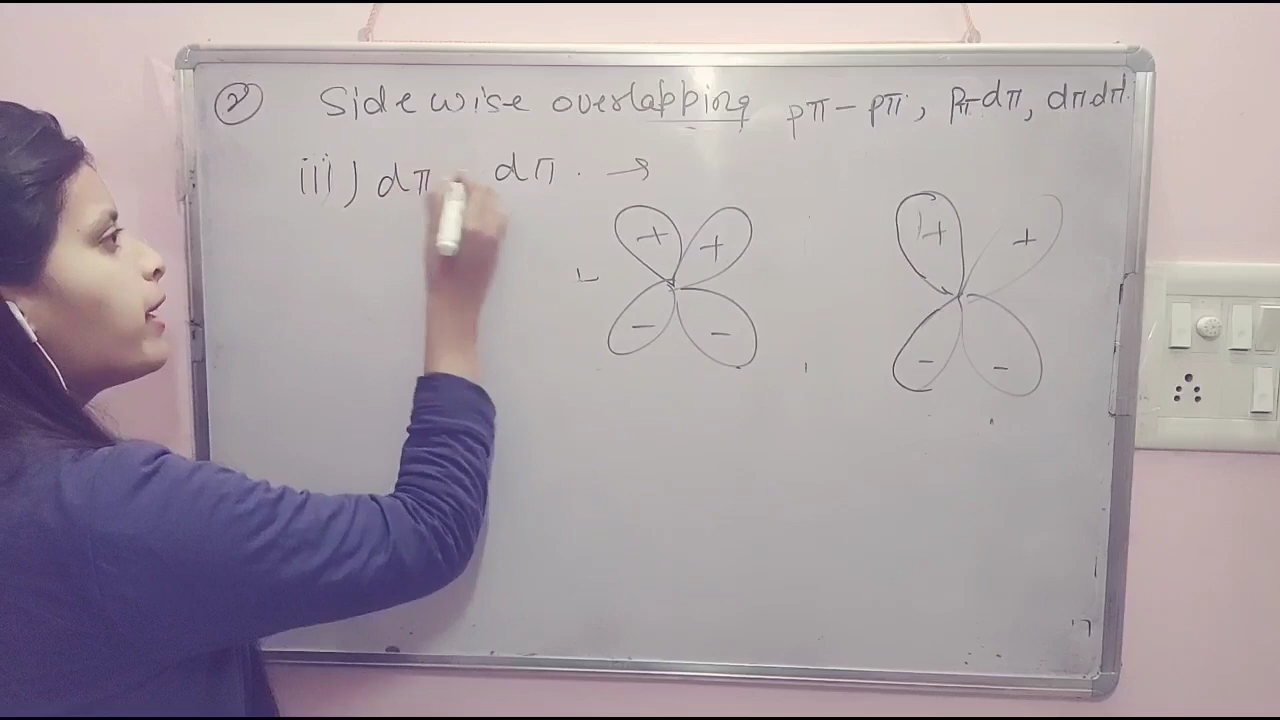 2) Sidewise overlapping pπ-pπ, pπ-dπ, dπ dπ.
iii) dπ - dπ. →
+ + + +
- - - -